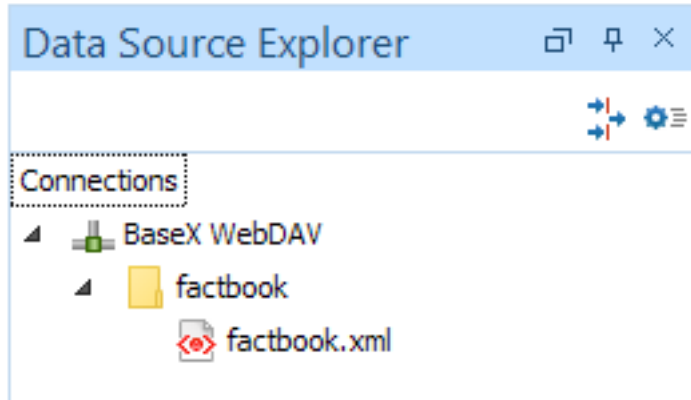 Data Source Explorer
Connections
BaseX WebDAV
factbook
factbook.xml